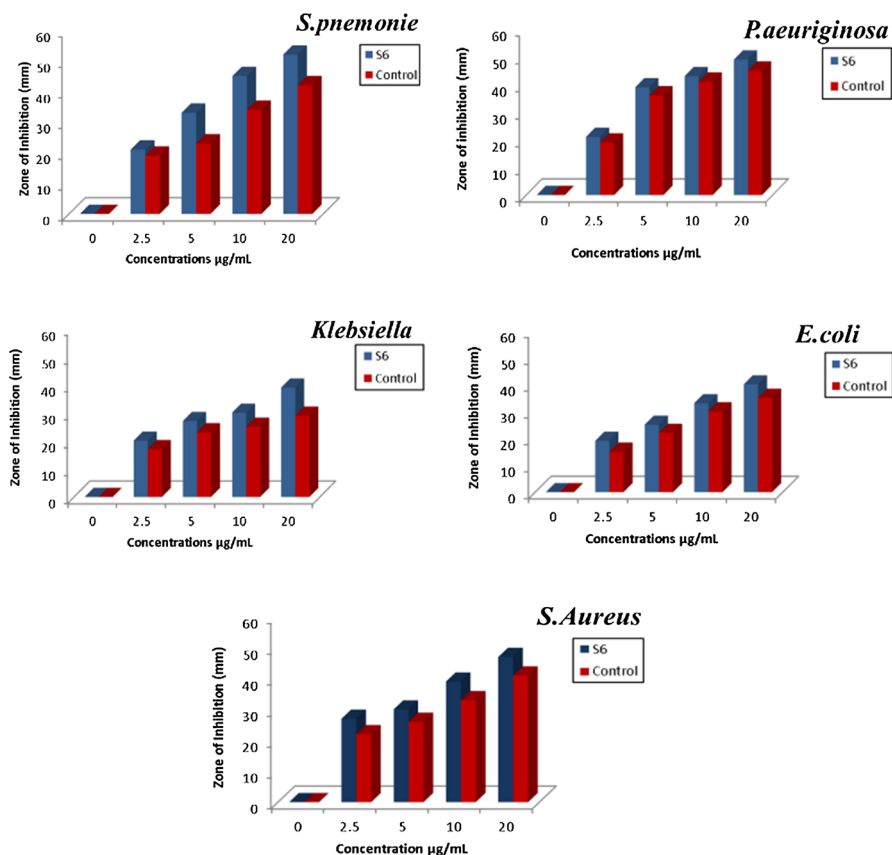 S.pnemonie
Zone of Inhibition (mm)
60
50
40
30
20
10
0
S6
Control
0 2.5 5 10 20
Concentrations µg/mL
P.aeuriginosa
Zone of inhibition (mm)
60
50
40
30
20
10
0
S6
Control
0 2.5 5 10 20
Concentrations µg/mL
Klebsiella
Zone of Inhibition (mm)
60
50
40
30
20
10
0
S6
Control
0 2.5 5 10 20
Concentrations µg/mL
E.coli
Zone of Inhibition (mm)
60
50
40
30
20
10
0
S6
Control
0 2.5 5 10 20
Concentrations µg/mL
S.Aureus
Zone of Inhibition (mm)
60
50
40
30
20
10
0
S6
Control
0 2.5 5 10 20
Concentration µg/mL